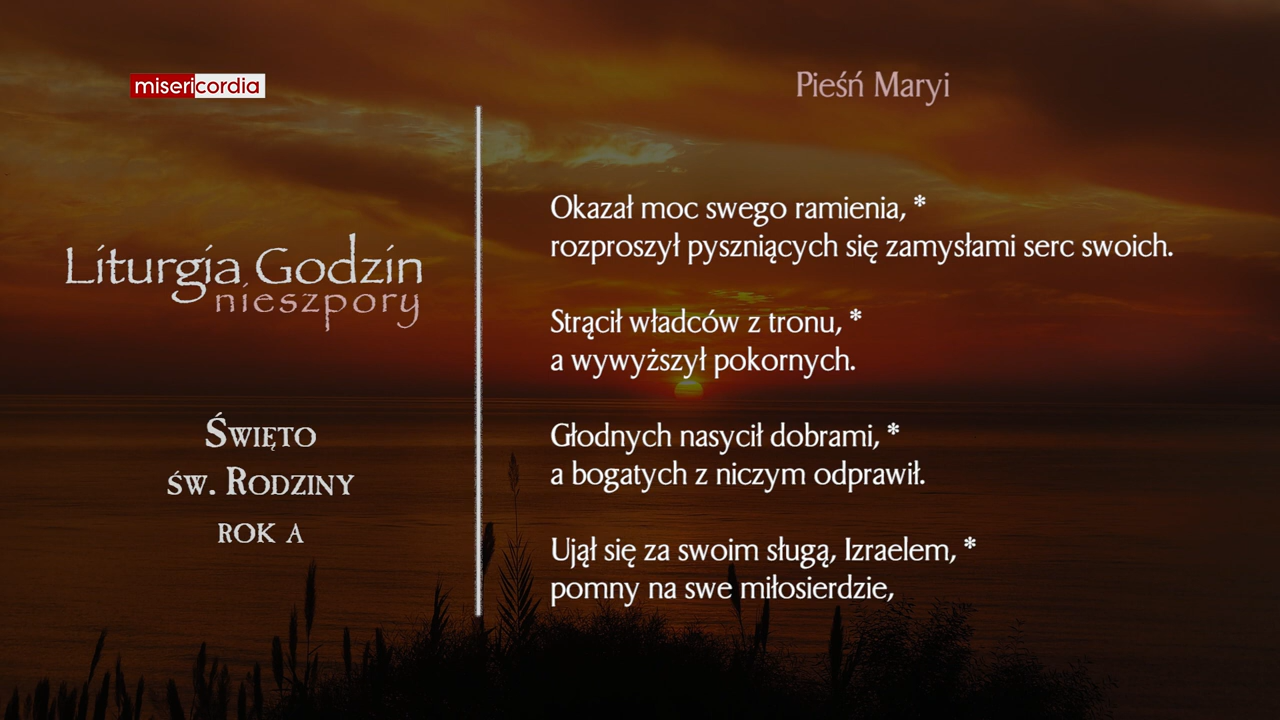 misericordia
Liturgia Godzin
nieszpory
Święto
św. Rodziny
rok a
Pieśń Maryi
Okazał moc swego ramienia, *
rozproszył pyszniących się zamysłami serc swoich.
Strącił władców z tronu, *
a wywyższył pokornych.
Głodnych nasycił dobrami, *
a bogatych z niczym odprawił.
Ujął się za swoim sługą, Izraelem, *
pomny na swe miłosierdzie,